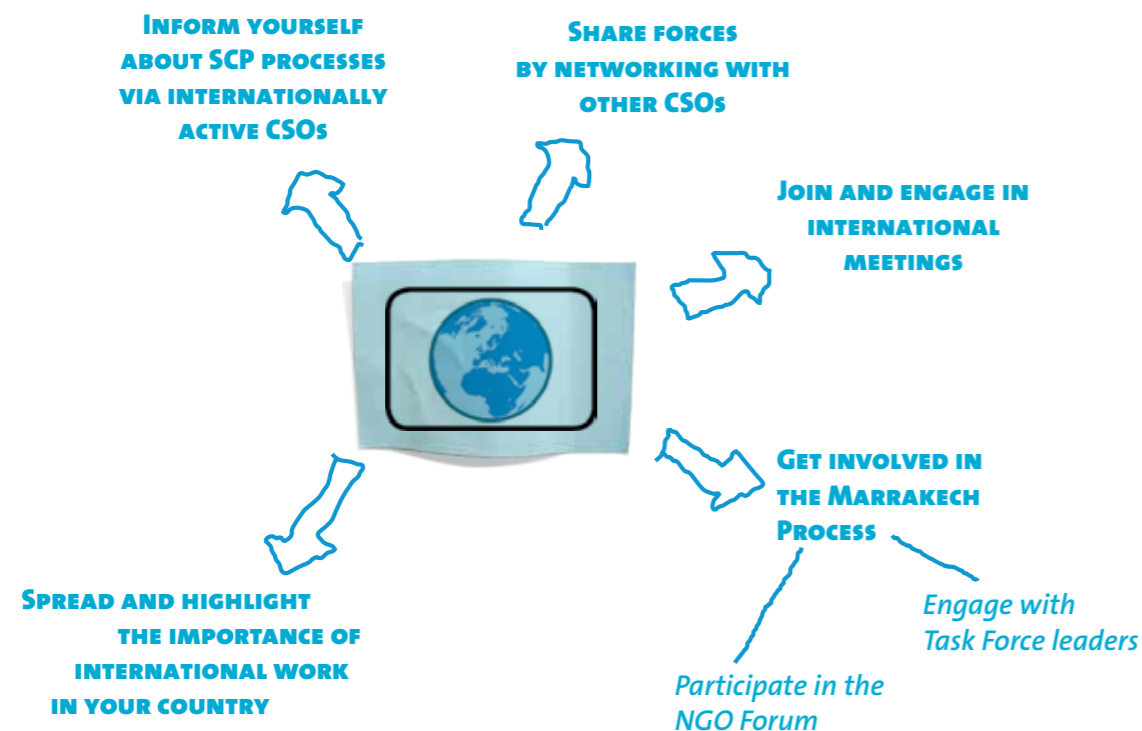 Inform yourself
about SCP processes
via internationally
active CSOs
Share forces
by networking with
other CSOs
Join and engage in
international
meetings
Get involved in
the Marrakech
Process
Engage with
Task Force leaders
Participate in the
NGO Forum
Spread and highlight
the importance of
international work
in your country